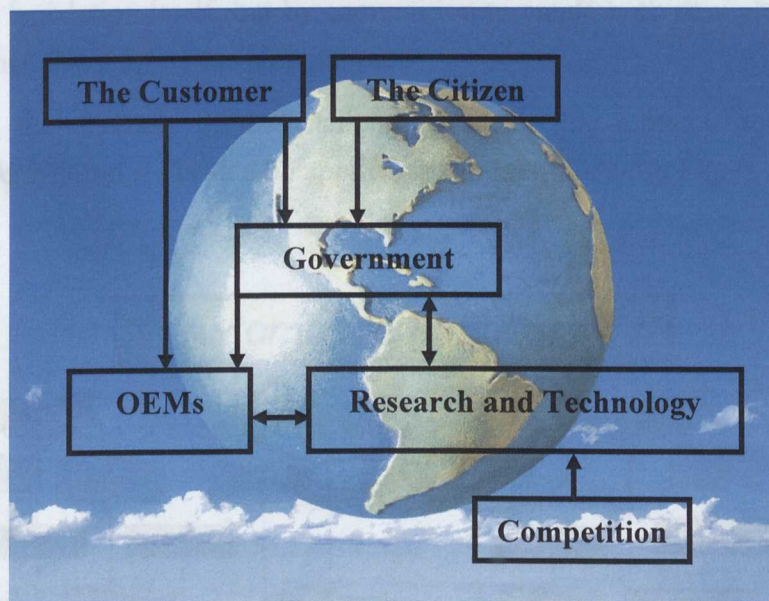 The Customer
The Citizen
Government
OEMs
Research and Technology
Competition